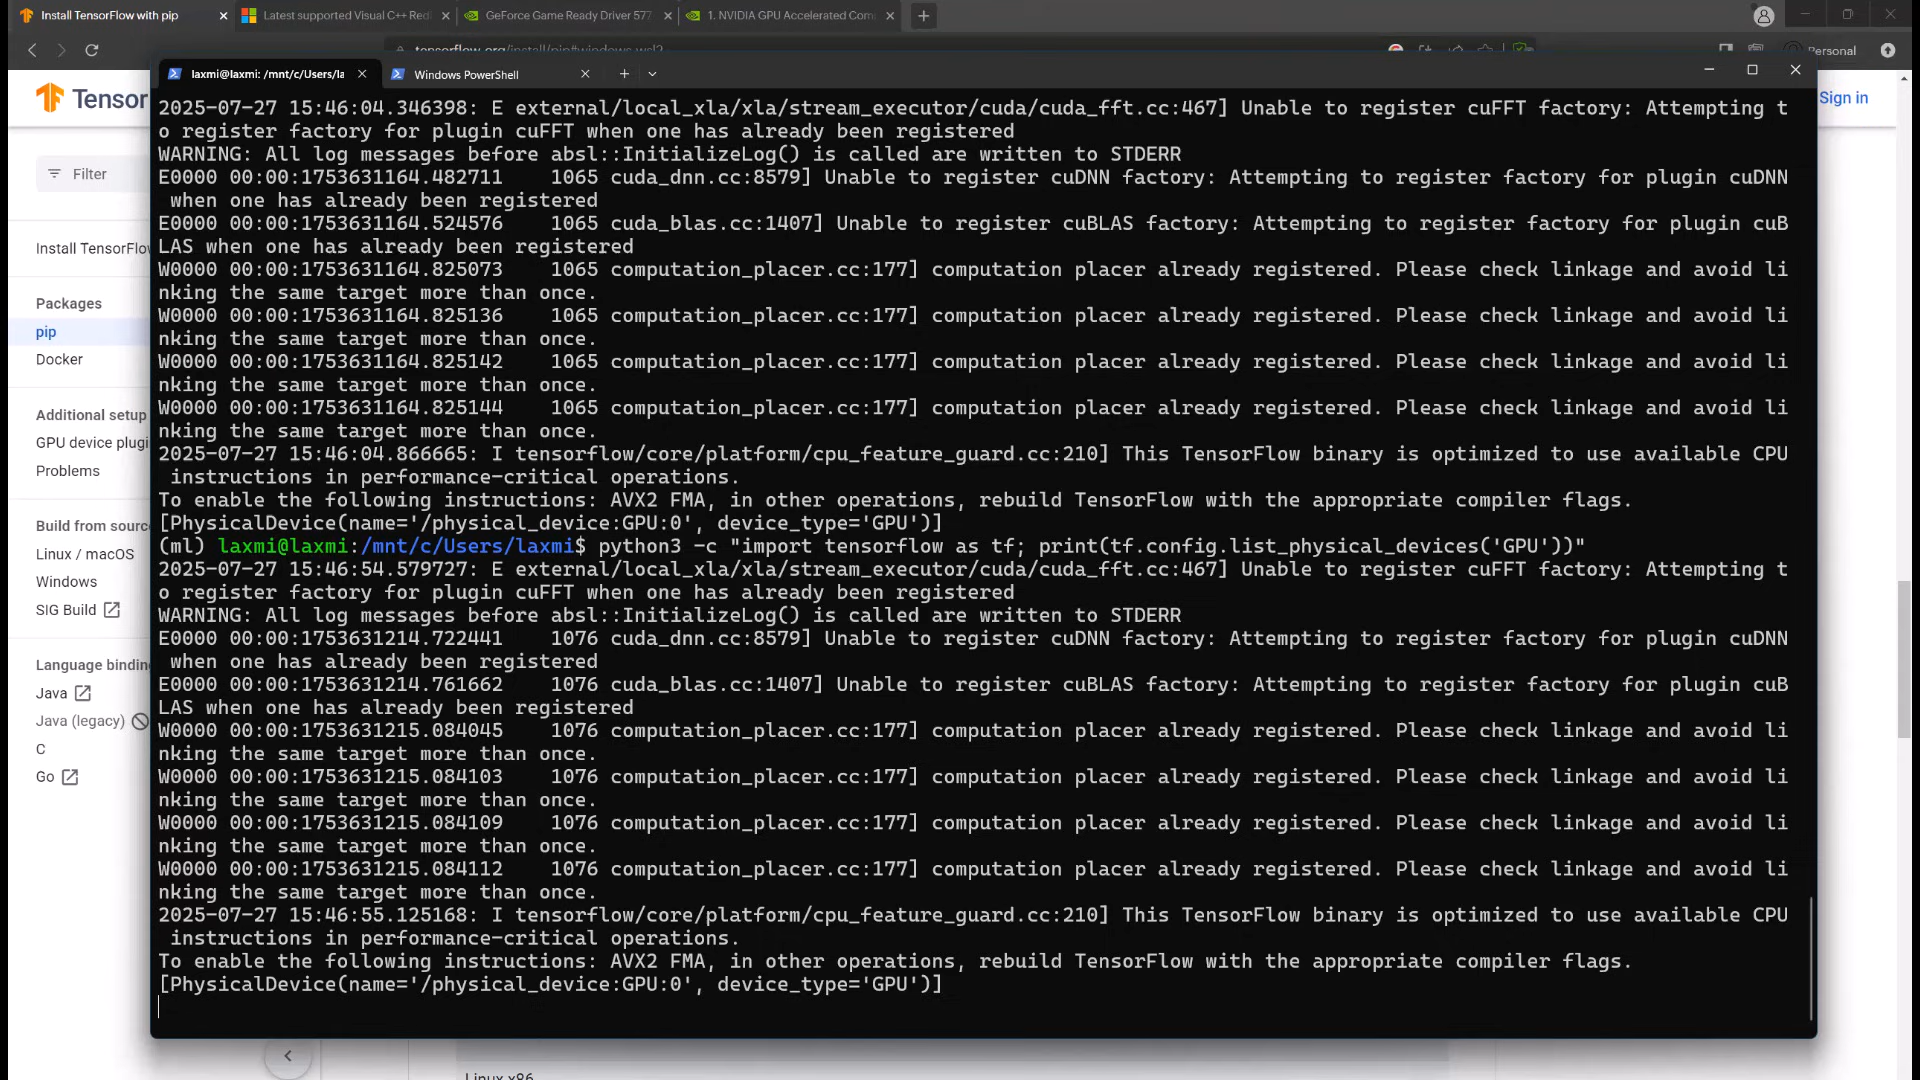 Install TensorFlow with pip
Latest supported Visual C++ Red
GeForce Game Ready Driver 577
1. NVIDIA GPU Accelerated Com
tensorflow.org/install/pip#windows-wsl2
Personal
laxmi@laxmi: /mnt/c/Users/la
Windows PowerShell
Tensor
Sign in
Filter
Install TensorFlow
Packages
pip
Docker
Additional setup
GPU device plugi
Problems
Build from source
Linux / macOS
Windows
SIG Build
Language bindin
Java
Java (legacy)
C
Go
2025-07-27 15:46:04.346398: E external/local_xla/xla/stream_executor/cuda/cuda_fft.cc:467] Unable to register cuFFT factory: Attempting t
o register factory for plugin cuFFT when one has already been registered
WARNING: All log messages before absl::InitializeLog() is called are written to STDERR
E0000 00:00:1753631164.482711    1065 cuda_dnn.cc:8579] Unable to register cuDNN factory: Attempting to register factory for plugin cuDNN
 when one has already been registered
E0000 00:00:1753631164.524576    1065 cuda_blas.cc:1407] Unable to register cuBLAS factory: Attempting to register factory for plugin cuB
LAS when one has already been registered
W0000 00:00:1753631164.825073    1065 computation_placer.cc:177] computation placer already registered. Please check linkage and avoid li
nking the same target more than once.
W0000 00:00:1753631164.825136    1065 computation_placer.cc:177] computation placer already registered. Please check linkage and avoid li
nking the same target more than once.
W0000 00:00:1753631164.825142    1065 computation_placer.cc:177] computation placer already registered. Please check linkage and avoid li
nking the same target more than once.
W0000 00:00:1753631164.825144    1065 computation_placer.cc:177] computation placer already registered. Please check linkage and avoid li
nking the same target more than once.
2025-07-27 15:46:04.866665: I tensorflow/core/platform/cpu_feature_guard.cc:210] This TensorFlow binary is optimized to use available CPU
 instructions in performance-critical operations.
To enable the following instructions: AVX2 FMA, in other operations, rebuild TensorFlow with the appropriate compiler flags.
[PhysicalDevice(name='/physical_device:GPU:0', device_type='GPU')]
(ml) laxmi@laxmi:/mnt/c/Users/laxmi$ python3 -c "import tensorflow as tf; print(tf.config.list_physical_devices('GPU'))"
2025-07-27 15:46:54.579727: E external/local_xla/xla/stream_executor/cuda/cuda_fft.cc:467] Unable to register cuFFT factory: Attempting t
o register factory for plugin cuFFT when one has already been registered
WARNING: All log messages before absl::InitializeLog() is called are written to STDERR
E0000 00:00:1753631214.722441    1076 cuda_dnn.cc:8579] Unable to register cuDNN factory: Attempting to register factory for plugin cuDNN
 when one has already been registered
E0000 00:00:1753631214.761662    1076 cuda_blas.cc:1407] Unable to register cuBLAS factory: Attempting to register factory for plugin cuB
LAS when one has already been registered
W0000 00:00:1753631215.084045    1076 computation_placer.cc:177] computation placer already registered. Please check linkage and avoid li
nking the same target more than once.
W0000 00:00:1753631215.084103    1076 computation_placer.cc:177] computation placer already registered. Please check linkage and avoid li
nking the same target more than once.
W0000 00:00:1753631215.084109    1076 computation_placer.cc:177] computation placer already registered. Please check linkage and avoid li
nking the same target more than once.
W0000 00:00:1753631215.084112    1076 computation_placer.cc:177] computation placer already registered. Please check linkage and avoid li
nking the same target more than once.
2025-07-27 15:46:55.125168: I tensorflow/core/platform/cpu_feature_guard.cc:210] This TensorFlow binary is optimized to use available CPU
 instructions in performance-critical operations.
To enable the following instructions: AVX2 FMA, in other operations, rebuild TensorFlow with the appropriate compiler flags.
[PhysicalDevice(name='/physical_device:GPU:0', device_type='GPU')]
Linux x86